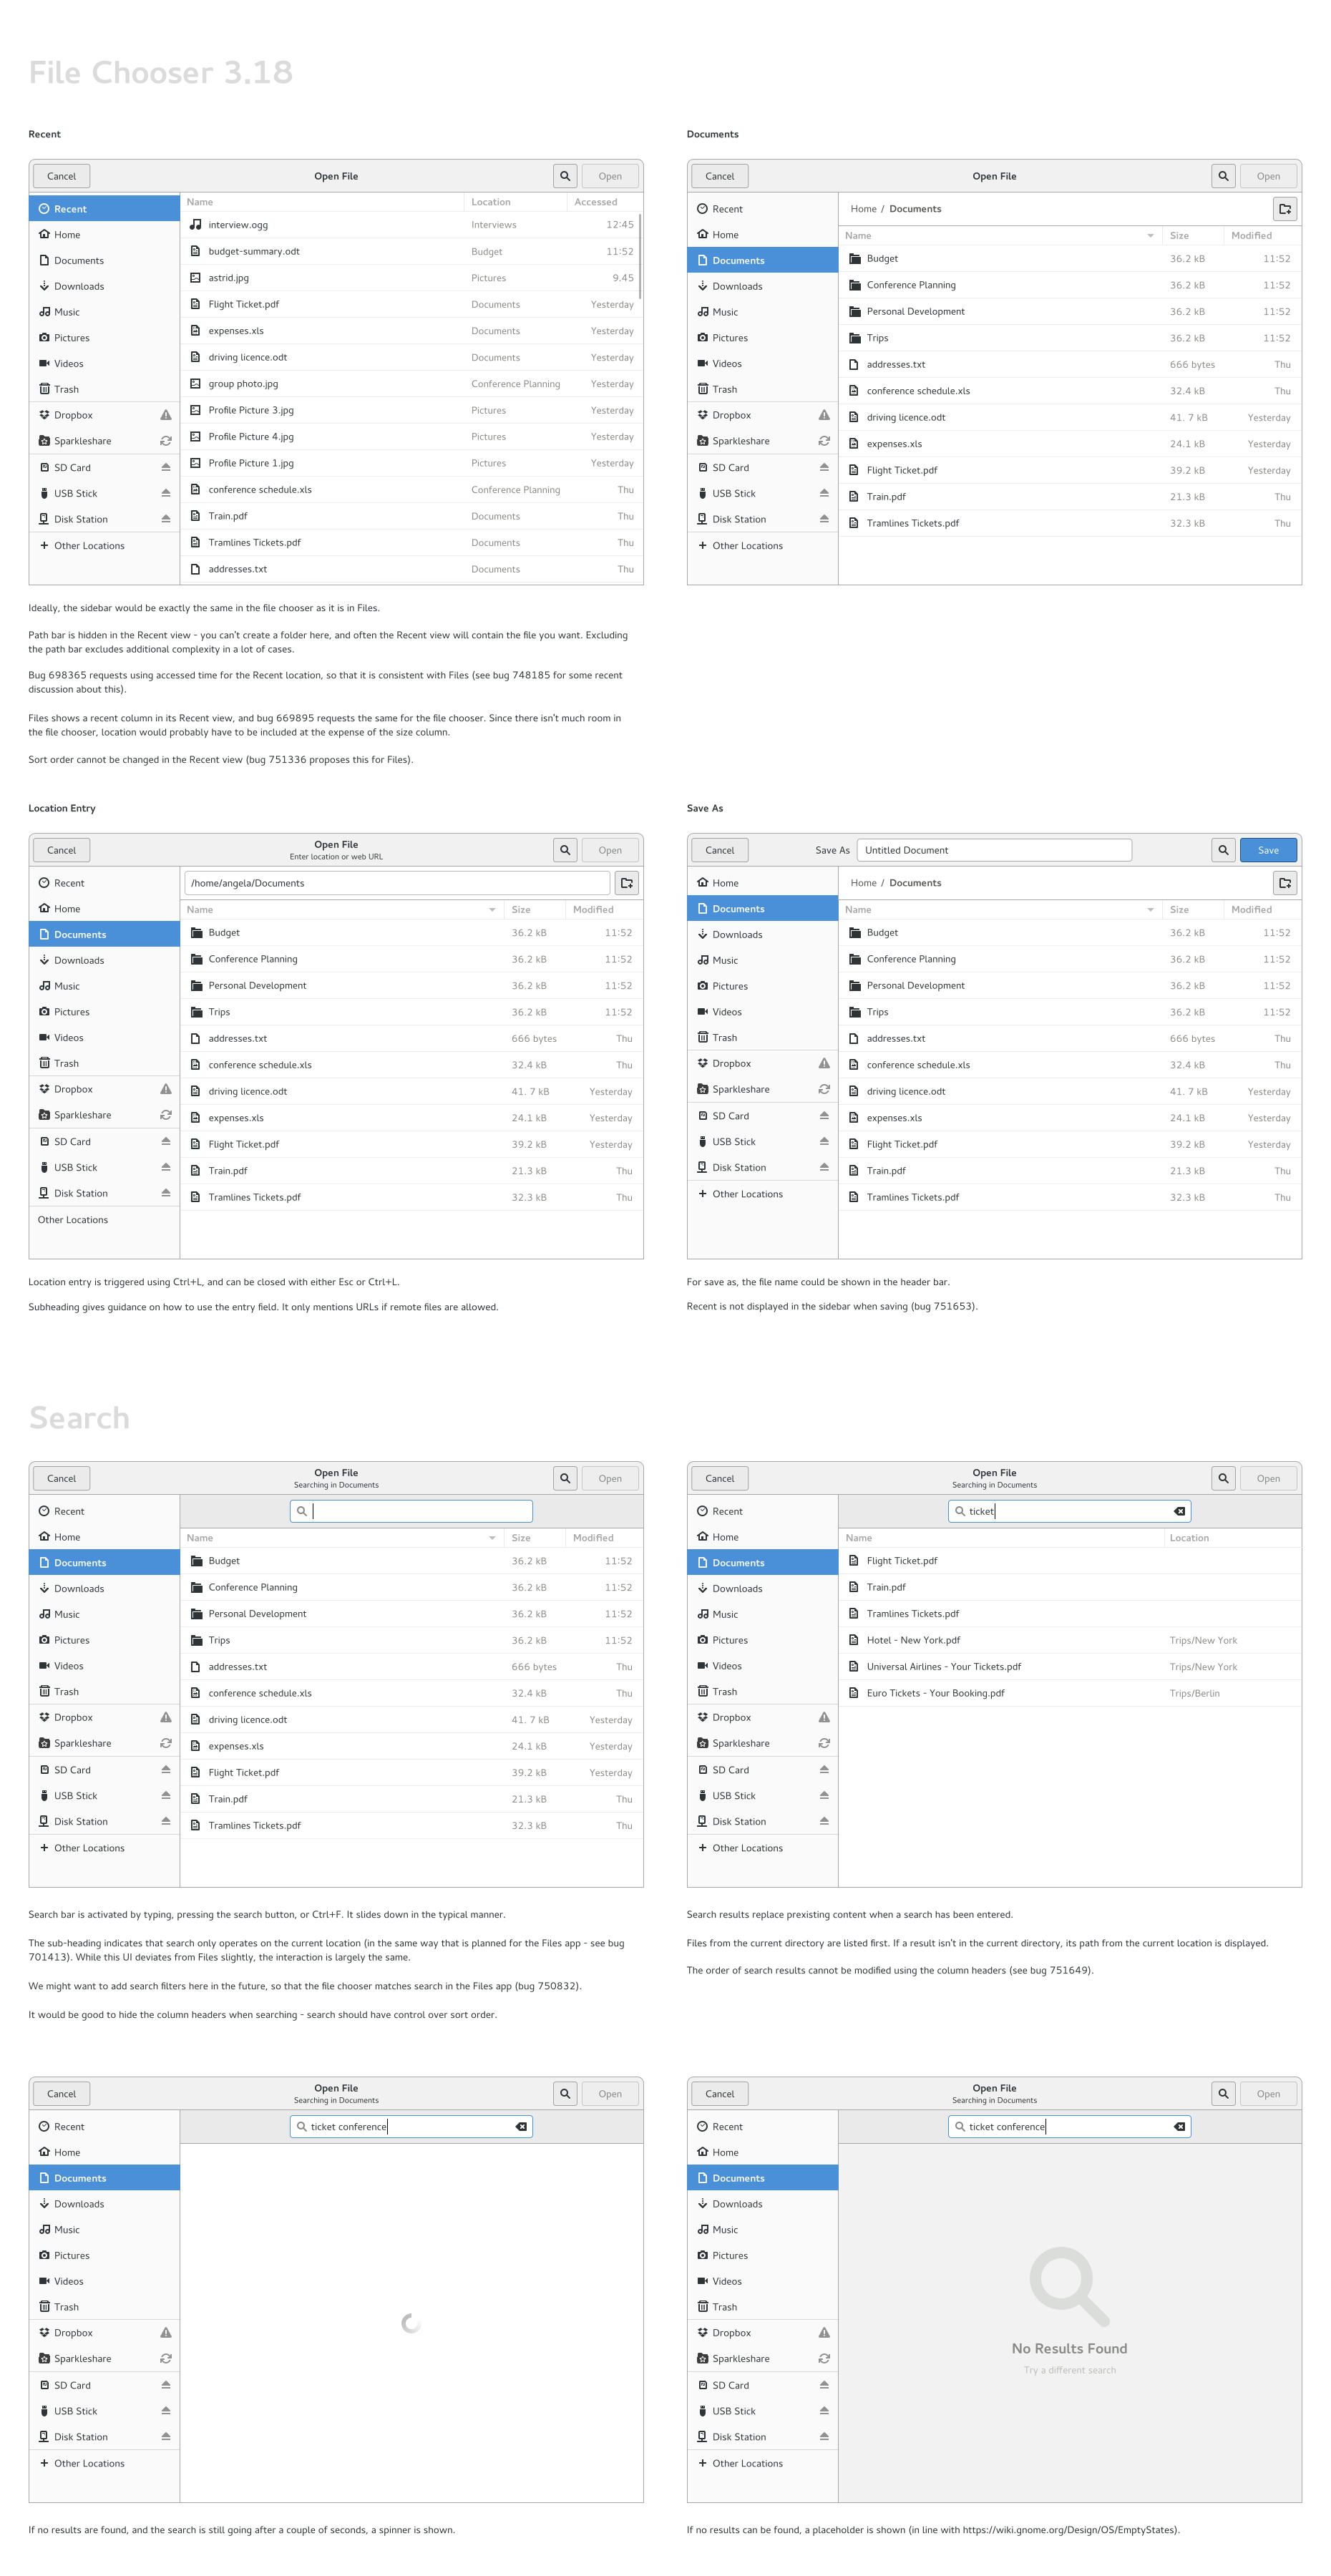 File Chooser 3.18
Recent
Cancel
Open File
Open
Recent
Home
Documents
Downloads
Music
Pictures
Videos
Trash
Dropbox
Sparkleshare
SD Card
USB Stick
Disk Station
Other Locations
Name Location Accessed
interview.ogg Interviews 12:45
budget-summary.odt Budget 11:52
astrid.jpg Pictures 9.45
Flight Ticket.pdf Documents Yesterday
expenses.xls Documents Yesterday
driving licence.odt Documents Yesterday
group photo.jpg Conference Planning Yesterday
Profile Picture 3.jpg Pictures Yesterday
Profile Picture 4.jpg Pictures Yesterday
Profile Picture 1.jpg Pictures Yesterday
conference schedule.xls Conference Planning Thu
Train.pdf Documents Thu
Tramlines Tickets.pdf Documents Thu
addresses.txt Documents Thu
Ideally, the sidebar would be exactly the same in the file chooser as it is in Files.
Path bar is hidden in the Recent view - you can't create a folder here, and often the Recent view will contain the file you want. Excluding
the path bar excludes additional complexity in a lot of cases.
Bug 698365 requests using accessed time for the Recent location, so that it is consistent with Files (see bug 748185 for some recent
discussion about this).
Files shows a recent column in its Recent view, and bug 669895 requests the same for the file chooser. Since there isn't much room in
the file chooser, location would probably have to be included at the expense of the size column.
Sort order cannot be changed in the Recent view (bug 751336 proposes this for Files).
Documents
Cancel
Open File
Open
Recent
Home
Documents
Downloads
Music
Pictures
Videos
Trash
Dropbox
Sparkleshare
SD Card
USB Stick
Disk Station
Other Locations
Home / Documents
Name Size Modified
Budget 36.2 kB 11:52
Conference Planning 36.2 kB 11:52
Personal Development 36.2 kB 11:52
Trips 36.2 kB 11:52
addresses.txt 666 bytes Thu
conference schedule.xls 32.4 kB Thu
driving licence.odt 41. 7 kB Yesterday
expenses.xls 24.1 kB Yesterday
Flight Ticket.pdf 39.2 kB Yesterday
Train.pdf 21.3 kB Thu
Tramlines Tickets.pdf 32.3 kB Thu
Location Entry
Cancel
Open File
Enter location or web URL
Open
Recent
Home
Documents
Downloads
Music
Pictures
Videos
Trash
Dropbox
Sparkleshare
SD Card
USB Stick
Disk Station
Other Locations
/home/angela/Documents
Name Size Modified
Budget 36.2 kB 11:52
Conference Planning 36.2 kB 11:52
Personal Development 36.2 kB 11:52
Trips 36.2 kB 11:52
addresses.txt 666 bytes Thu
conference schedule.xls 32.4 kB Thu
driving licence.odt 41. 7 kB Yesterday
expenses.xls 24.1 kB Yesterday
Flight Ticket.pdf 39.2 kB Yesterday
Train.pdf 21.3 kB Thu
Tramlines Tickets.pdf 32.3 kB Thu
Location entry is triggered using Ctrl+L, and can be closed with either Esc or Ctrl+L.
Subheading gives guidance on how to use the entry field. It only mentions URLs if remote files are allowed.
Save As
Cancel
Save As
Untitled Document
Save
Home
Documents
Downloads
Music
Pictures
Videos
Trash
Dropbox
Sparkleshare
SD Card
USB Stick
Disk Station
Other Locations
Home / Documents
Name Size Modified
Budget 36.2 kB 11:52
Conference Planning 36.2 kB 11:52
Personal Development 36.2 kB 11:52
Trips 36.2 kB 11:52
addresses.txt 666 bytes Thu
conference schedule.xls 32.4 kB Thu
driving licence.odt 41. 7 kB Yesterday
expenses.xls 24.1 kB Yesterday
Flight Ticket.pdf 39.2 kB Yesterday
Train.pdf 21.3 kB Thu
Tramlines Tickets.pdf 32.3 kB Thu
For save as, the file name could be shown in the header bar.
Recent is not displayed in the sidebar when saving (bug 751653).
Search
Cancel
Open File
Searching in Documents
Open
Recent
Home
Documents
Downloads
Music
Pictures
Videos
Trash
Dropbox
Sparkleshare
SD Card
USB Stick
Disk Station
Other Locations
Name Size Modified
Budget 36.2 kB 11:52
Conference Planning 36.2 kB 11:52
Personal Development 36.2 kB 11:52
Trips 36.2 kB 11:52
addresses.txt 666 bytes Thu
conference schedule.xls 32.4 kB Thu
driving licence.odt 41. 7 kB Yesterday
expenses.xls 24.1 kB Yesterday
Flight Ticket.pdf 39.2 kB Yesterday
Train.pdf 21.3 kB Thu
Tramlines Tickets.pdf 32.3 kB Thu
Search bar is activated by typing, pressing the search button, or Ctrl+F. It slides down in the typical manner.
The sub-heading indicates that search only operates on the current location (in the same way that is planned for the Files app - see bug
701413). While this UI deviates from Files slightly, the interaction is largely the same.
We might want to add search filters here in the future, so that the file chooser matches search in the Files app (bug 750832).
It would be good to hide the column headers when searching - search should have control over sort order.
Cancel
Open File
Searching in Documents
Open
Recent
Home
Documents
Downloads
Music
Pictures
Videos
Trash
Dropbox
Sparkleshare
SD Card
USB Stick
Disk Station
Other Locations
ticket
Name Location
Flight Ticket.pdf
Train.pdf
Tramlines Tickets.pdf
Hotel - New York.pdf Trips/New York
Universal Airlines - Your Tickets.pdf Trips/New York
Euro Tickets - Your Booking.pdf Trips/Berlin
Search results replace prexisting content when a search has been entered.
Files from the current directory are listed first. If a result isn't in the current directory, its path from the current location is displayed.
The order of search results cannot be modified using the column headers (see bug 751649).
Cancel
Open File
Searching in Documents
Open
Recent
Home
Documents
Downloads
Music
Pictures
Videos
Trash
Dropbox
Sparkleshare
SD Card
USB Stick
Disk Station
Other Locations
ticket conference
If no results are found, and the search is still going after a couple of seconds, a spinner is shown.
Cancel
Open File
Searching in Documents
Open
Recent
Home
Documents
Downloads
Music
Pictures
Videos
Trash
Dropbox
Sparkleshare
SD Card
USB Stick
Disk Station
Other Locations
ticket conference
No Results Found
Try a different search
If no results can be found, a placeholder is shown (in line with https://wiki.gnome.org/Design/OS/EmptyStates).